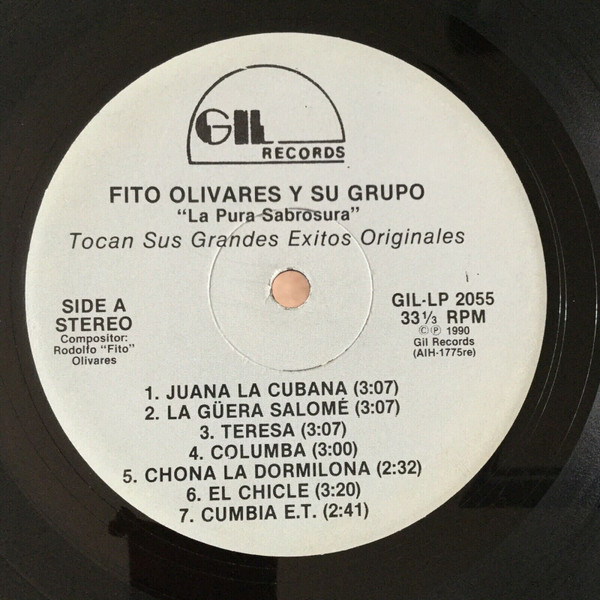 GIL
RECORDS
FITO OLIVARES Y SU GRUPO
"La Pura Sabrosura"
Tocan Sus Grandes Exitos Originales
SIDE A
STEREO
Compositor:
Rodolfo "Fito"
Olivares
GIL-LP 2055
33⅓ RPM
©℗ 1990
Gil Records
(AIH-1775re)
1. JUANA LA CUBANA (3:07)
2. LA GÜERA SALOMÉ (3:07)
3. TERESA (3:07)
4. COLUMBA (3:00)
5. CHONA LA DORMILONA (2:32)
6. EL CHICLE (3:20)
7. CUMBIA E.T. (2:41)